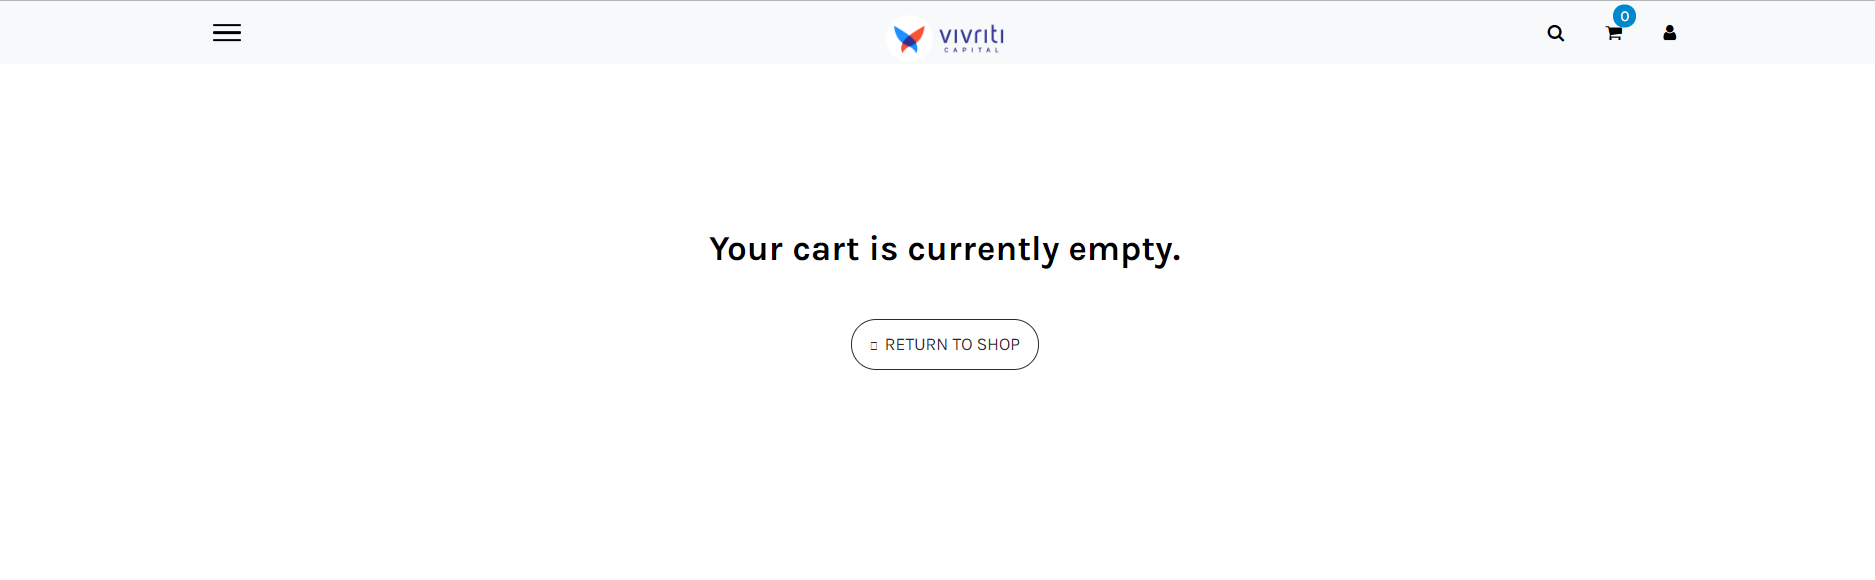 vivriti
CAPITAL
0
Your cart is currently empty.
RETURN TO SHOP